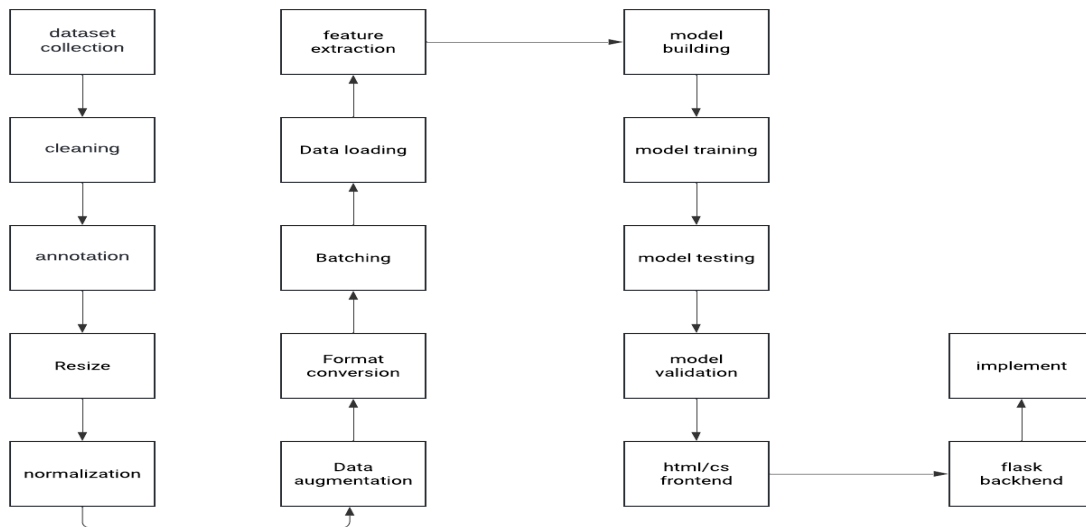 dataset
collection
cleaning
annotation
Resize
normalization
Data
augmentation
Format
conversion
Batching
Data loading
feature
extraction
model
building
model training
model testing
model
validation
html/cs
frontend
flask
backhend
implement